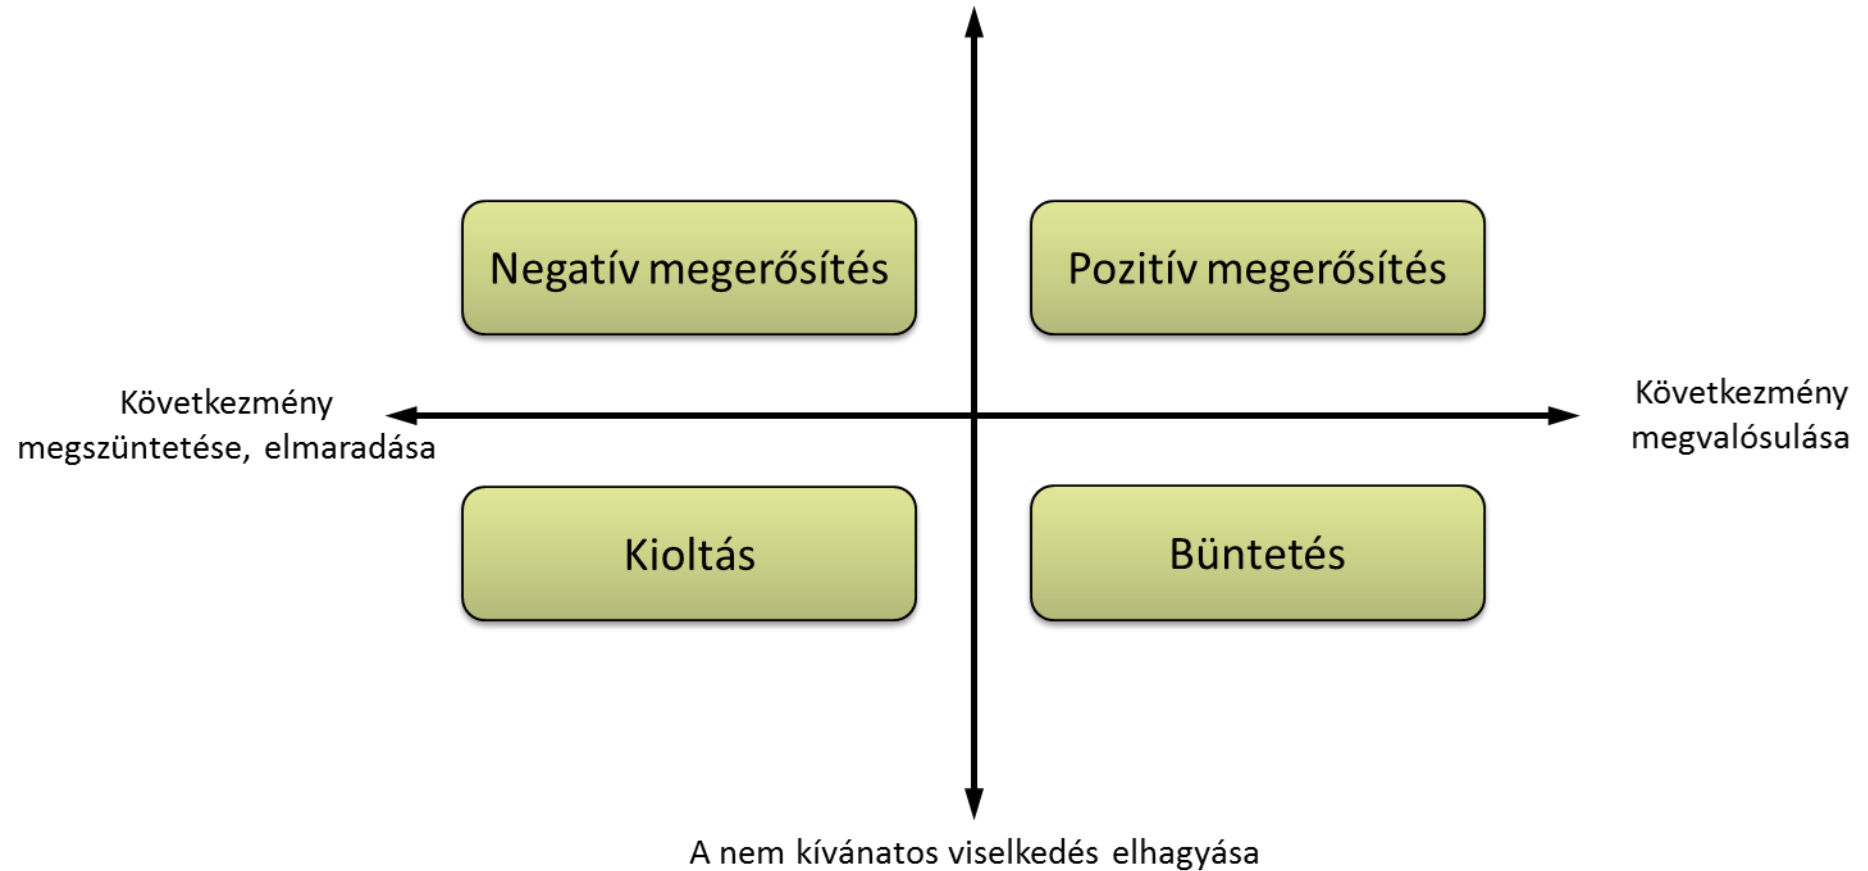 Negatív megerősítés
Pozitív megerősítés
Következmény
megszüntetése, elmaradása
Következmény
megvalósulása
Kioltás
Büntetés
A nem kívánatos viselkedés elhagyása